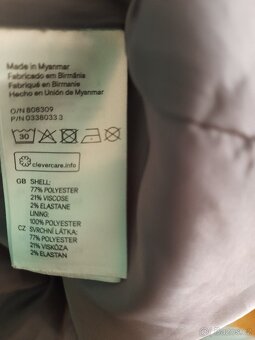 Made in Myanmar
Fabricado em Birmânia
Fabriqué en Birmanie
Hecho en Unión de Myanmar
O/N 808309
P/N 0338033 3
30
clevercare.info
GB SHELL:
77% POLYESTER
21% VISCOSE
2% ELASTANE
LINING:
100% POLYESTER
CZ SVRCHNÍ LÁTKA:
77% POLYESTER
21% VISKÓZA
2% ELASTAN